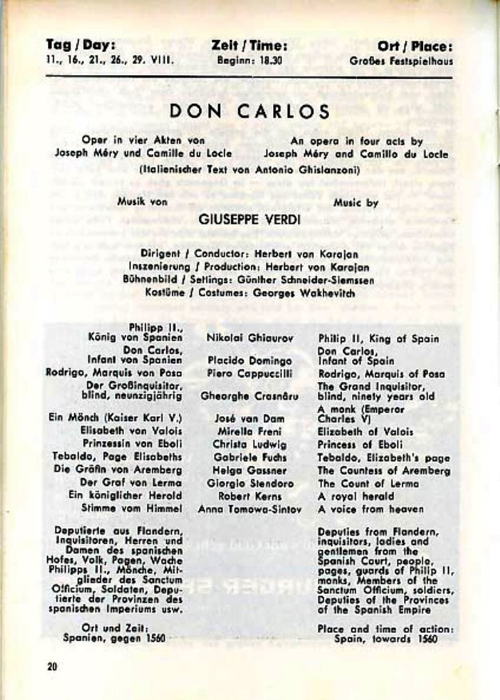 Tag / Day: Zeit / Time: Ort / Place:
11., 16., 21., 26., 29. VIII. Beginn: 18.30 Großes Festspielhaus
DON CARLOS
Oper in vier Akten von An opera in four acts by
Joseph Méry und Camille du Locle Joseph Méry and Camille du Locle
(Italienischer Text von Antonio Ghislanzoni)
Musik von Music by
GIUSEPPE VERDI
Dirigent / Conductor: Herbert von Karajan
Inszenierung / Production: Herbert von Karajan
Bühnenbild / Settings: Günther Schneider-Siemssen
Kostüme / Costumes: Georges Wakhevitch
Philipp II.,
König von Spanien Nikolai Ghiaurov Philip II, King of Spain
Don Carlos, Don Carlos,
Infant von Spanien Placido Domingo Infant of Spain
Rodrigo, Marquis von Posa Piero Cappuccilli Rodrigo, Marquis of Posa
Der Großinquisitor, The Grand Inquisitor,
blind, neunzigjährig Gheorghe Crasnáru blind, ninety years old
A monk (Emperor
Ein Mönch (Kaiser Karl V.) José van Dam Charles V)
Elisabeth von Valois Mirella Freni Elizabeth of Valois
Prinzessin von Eboli Christa Ludwig Princess of Eboli
Tebaldo, Page Elisabeths Gabriele Fuchs Tebaldo, Elizabeth's page
Die Gräfin von Aremberg Helga Gassner The Countess of Aremberg
Der Graf von Lerma Giorgio Stendoro The Count of Lerma
Ein königlicher Herold Robert Kerns A royal herald
Stimme vom Himmel Anna Tomowa-Sintov A voice from heaven
Deputierte aus Flandern, Deputies from Flandern,
Inquisitoren, Herren und inquisitors, ladies and
Damen des spanischen gentlemen from the
Hofes, Volk, Pagen, Wache Spanish Court, people,
Philipps II., Mönche, Mit- pages, guards of Philip II,
glieder des Sanctum monks, Members of the
Officium, Soldaten, Depu- Sanctum Officium, soldiers,
tierte der Provinzen des Deputies of the Provinces
spanischen Imperiums usw. of the Spanish Empire
Ort und Zeit: Place and time of action:
Spanien, gegen 1560 Spain, towards 1560
20